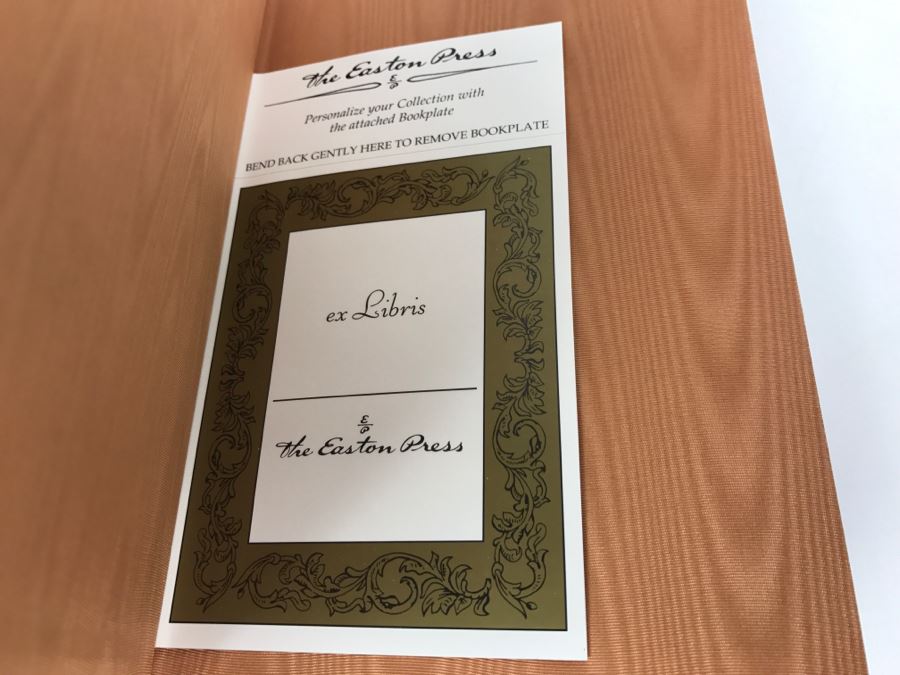 the Easton Press
E
P
Personalize your Collection with
the attached Bookplate
BEND BACK GENTLY HERE TO REMOVE BOOKPLATE
ex Libris
E
P
the Easton Press